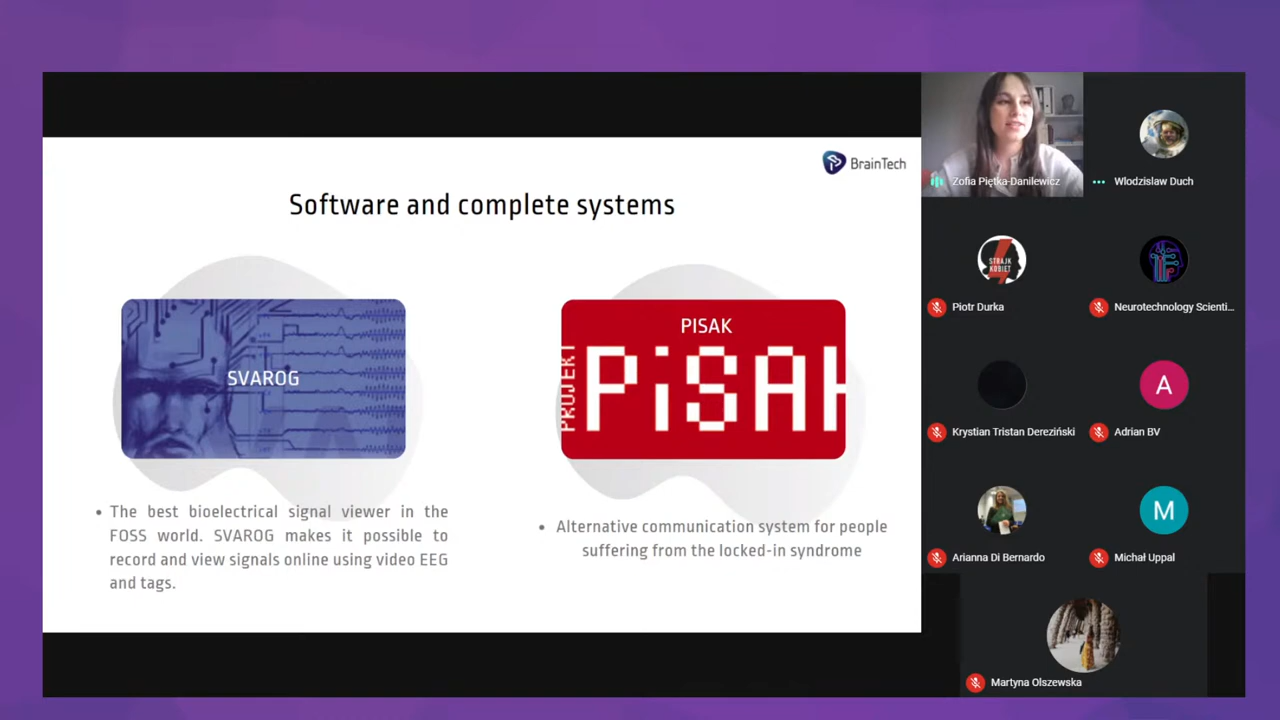 BrainTech
Software and complete systems
SVAROG
PISAK
PROJEKT
PiSAK
• The best bioelectrical signal viewer in the
FOSS world. SVAROG makes it possible to
record and view signals online using video EEG
and tags.
• Alternative communication system for people
suffering from the locked-in syndrome
Zofia Piętka-Danilewicz
Włodzislaw Duch
STRAJK
KOBIET
Piotr Durka
Neurotechnology Scienti...
Krystian Tristan Dereziński
A
Adrian BV
Arianna Di Bernardo
M
Michał Uppal
Martyna Olszewska